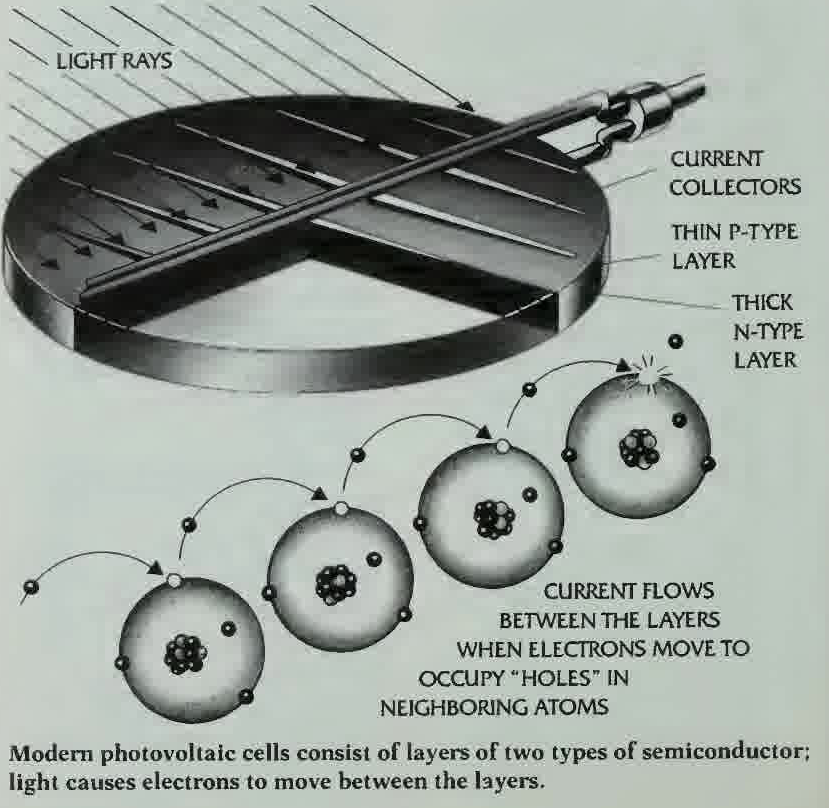 LIGHT RAYS
CURRENT
COLLECTORS
THIN P-TYPE
LAYER
THICK
N-TYPE
LAYER
CURRENT FLOWS
BETWEEN THE LAYERS
WHEN ELECTRONS MOVE TO
OCCUPY "HOLES" IN
NEIGHBORING ATOMS
Modern photovoltaic cells consist of layers of two types of semiconductor;
light causes electrons to move between the layers.